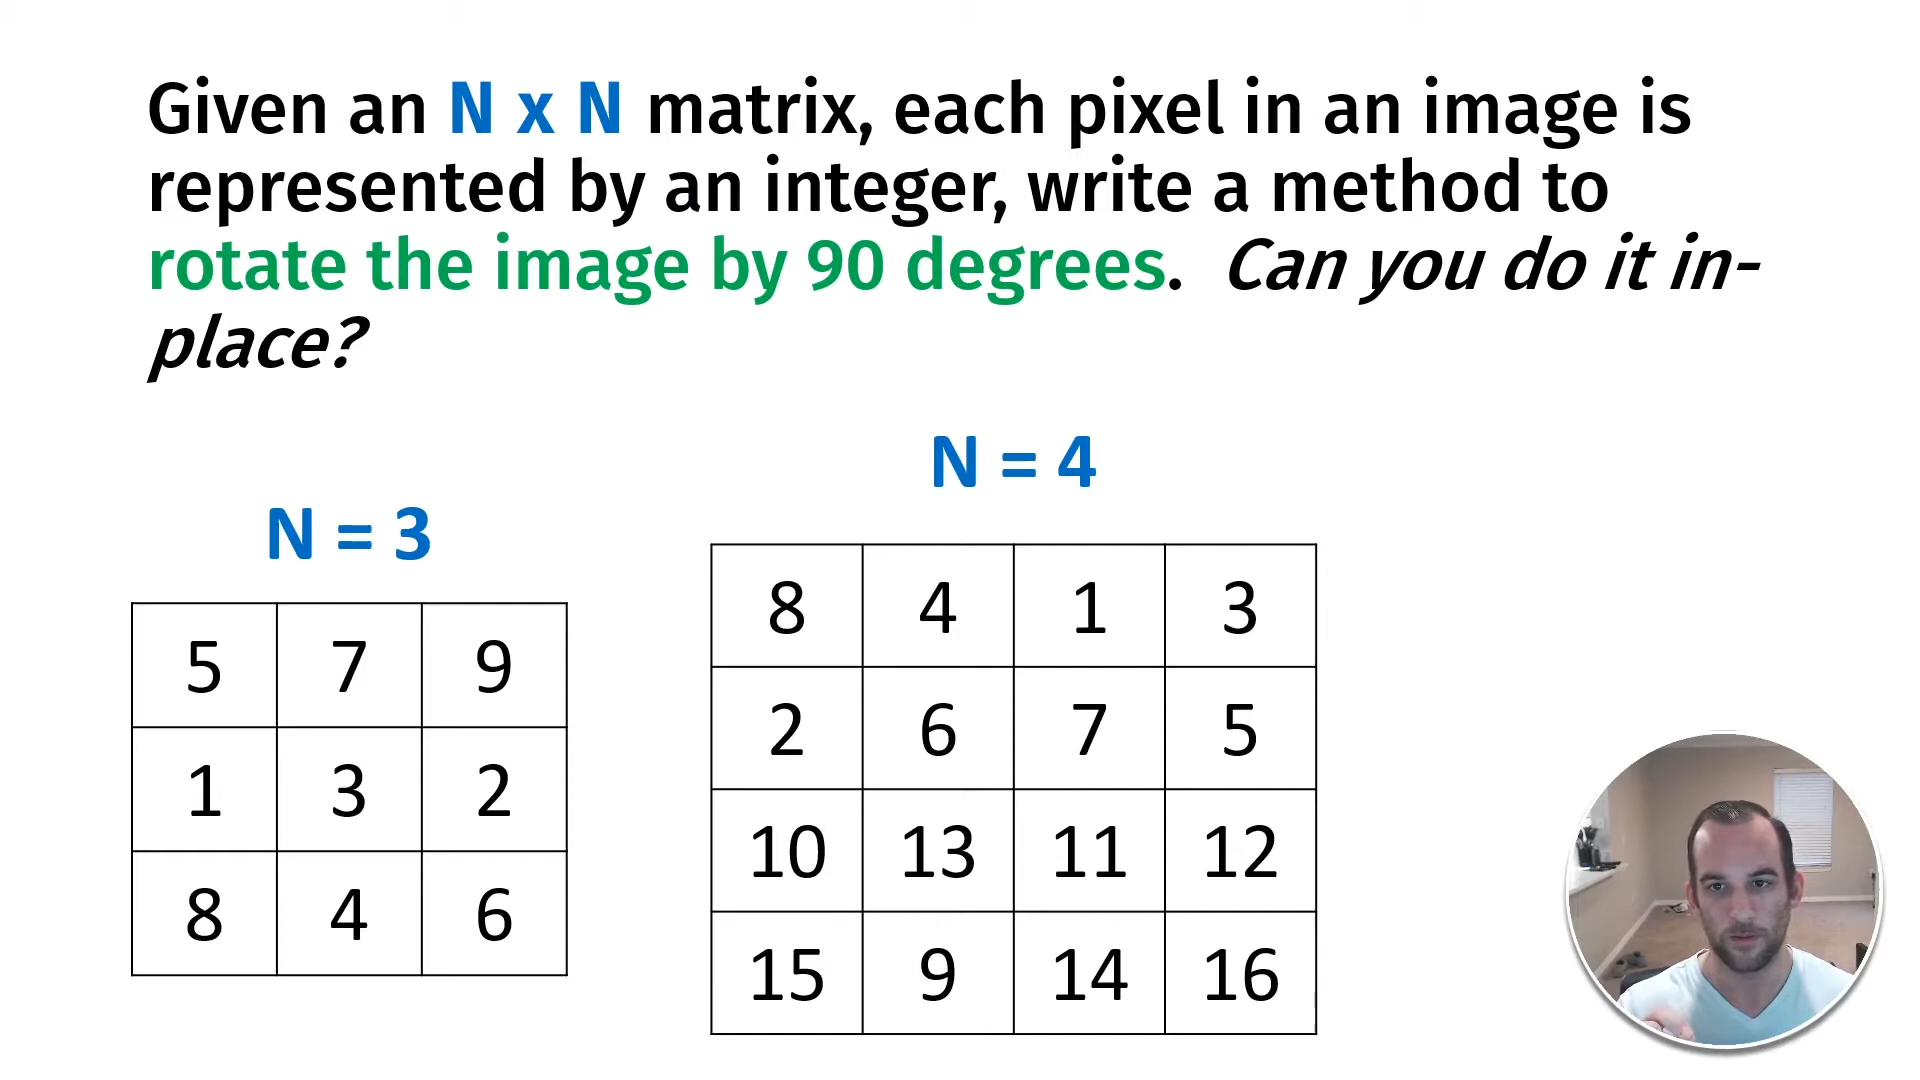 Given an N x N matrix, each pixel in an image is
represented by an integer, write a method to
rotate the image by 90 degrees. Can you do it in-
place?
N = 4
N = 3
5 7 9
1 3 2
8 4 6
8 4 1 3
2 6 7 5
10 13 11 12
15 9 14 16